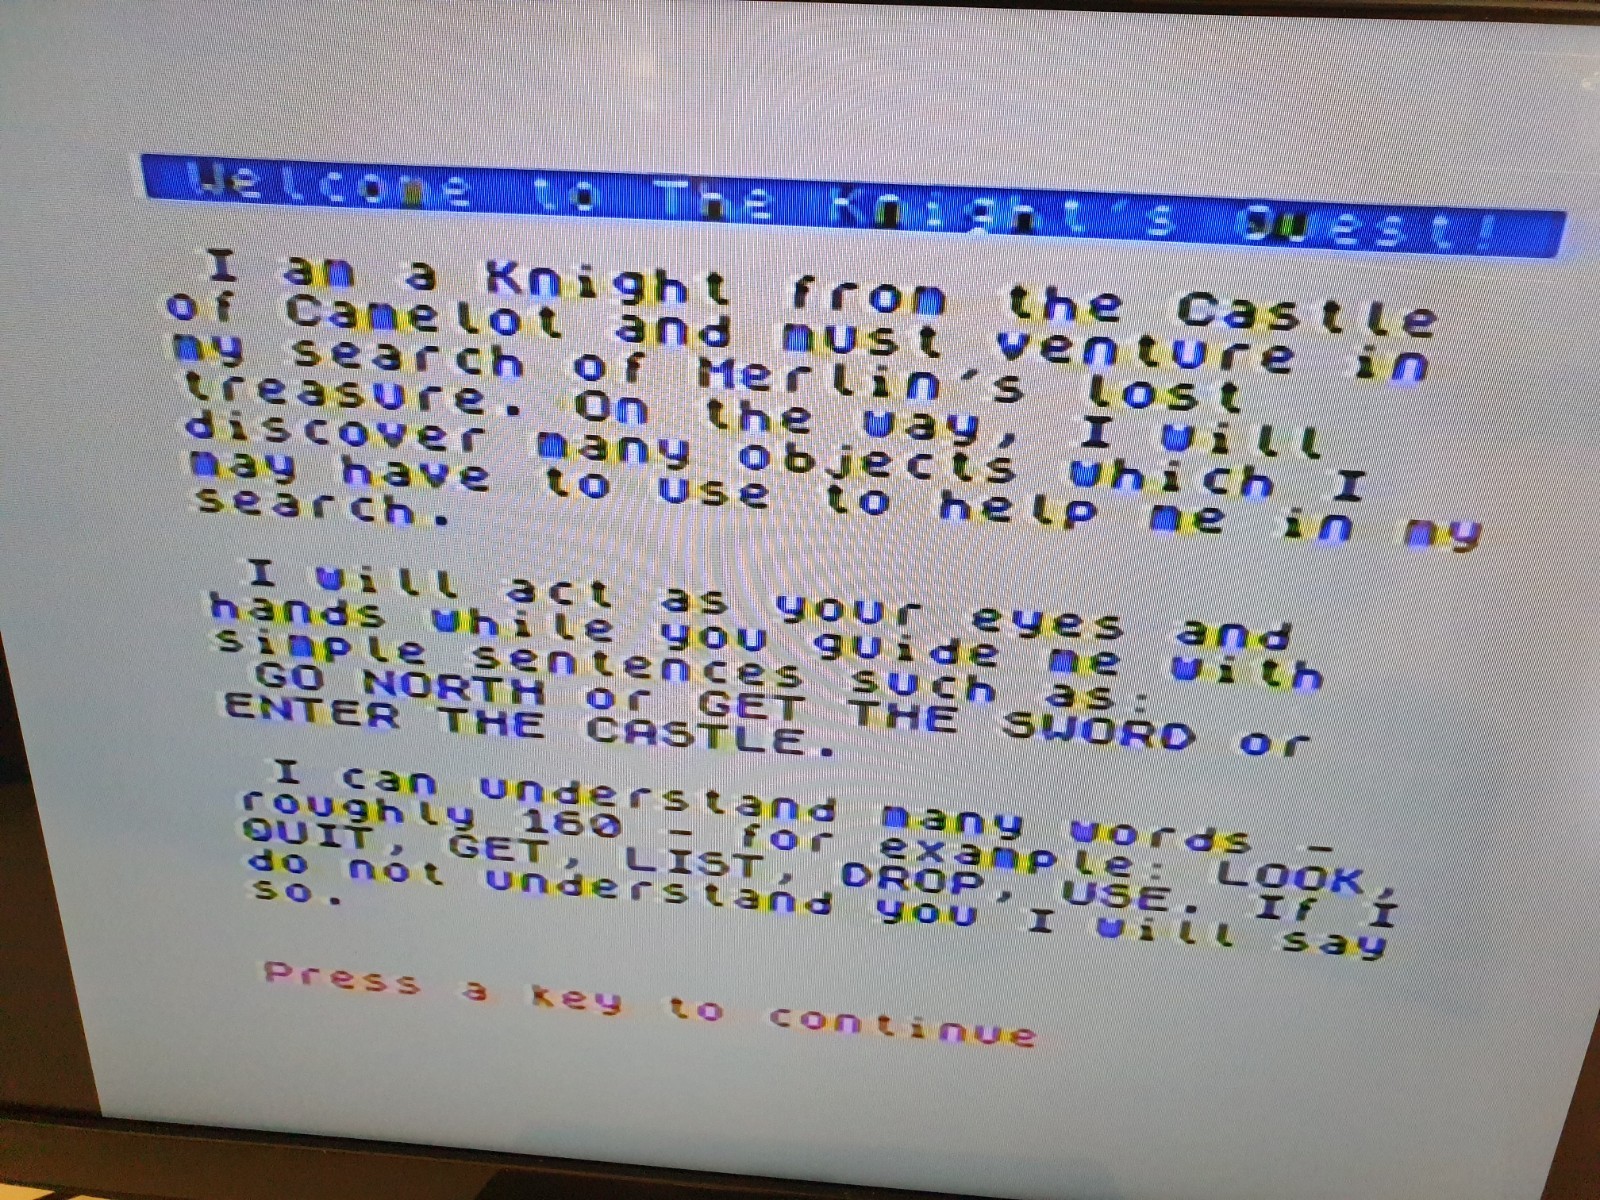 Welcome to The Knight's Quest!
I am a Knight from the Castle
of Camelot and must venture in
my search of Merlin's lost
treasure. On the way, I will
discover many objects which I
may have to use to help me in my
search.
I will act as your eyes and
hands while you guide me with
simple sentences such as:
GO NORTH or GET THE SWORD or
ENTER THE CASTLE.
I can understand many words -
roughly 160 - for example: LOOK,
QUIT, GET, LIST, DROP, USE. If I
do not understand you I will say
so.
Press a key to continue